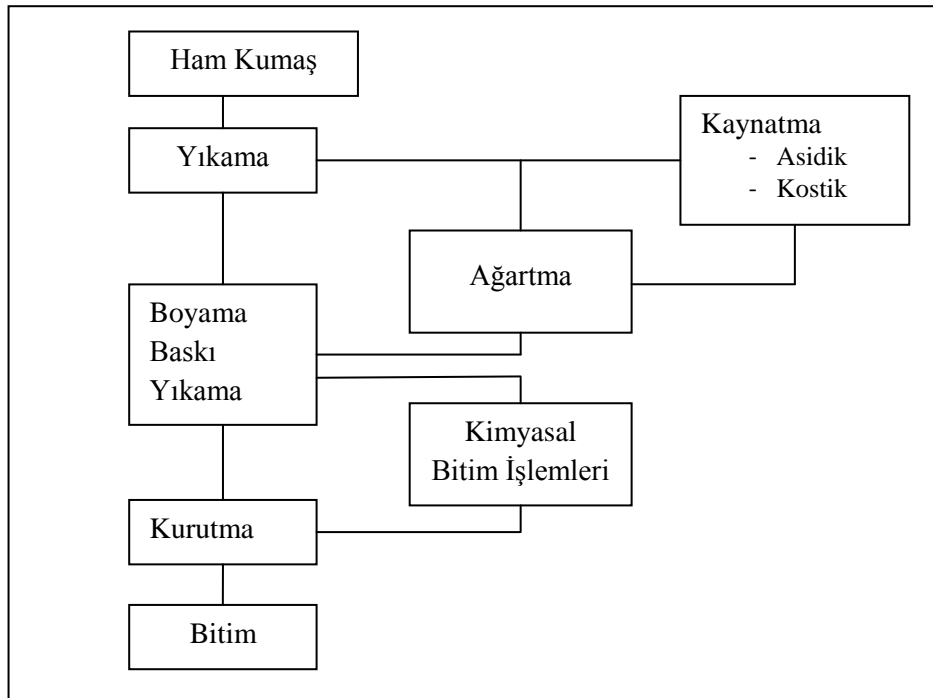 Ham Kumaş
Yıkama
Kaynatma
- Asidik
- Kostik
Ağartma
Boyama
Baskı
Yıkama
Kimyasal
Bitim İşlemleri
Kurutma
Bitim